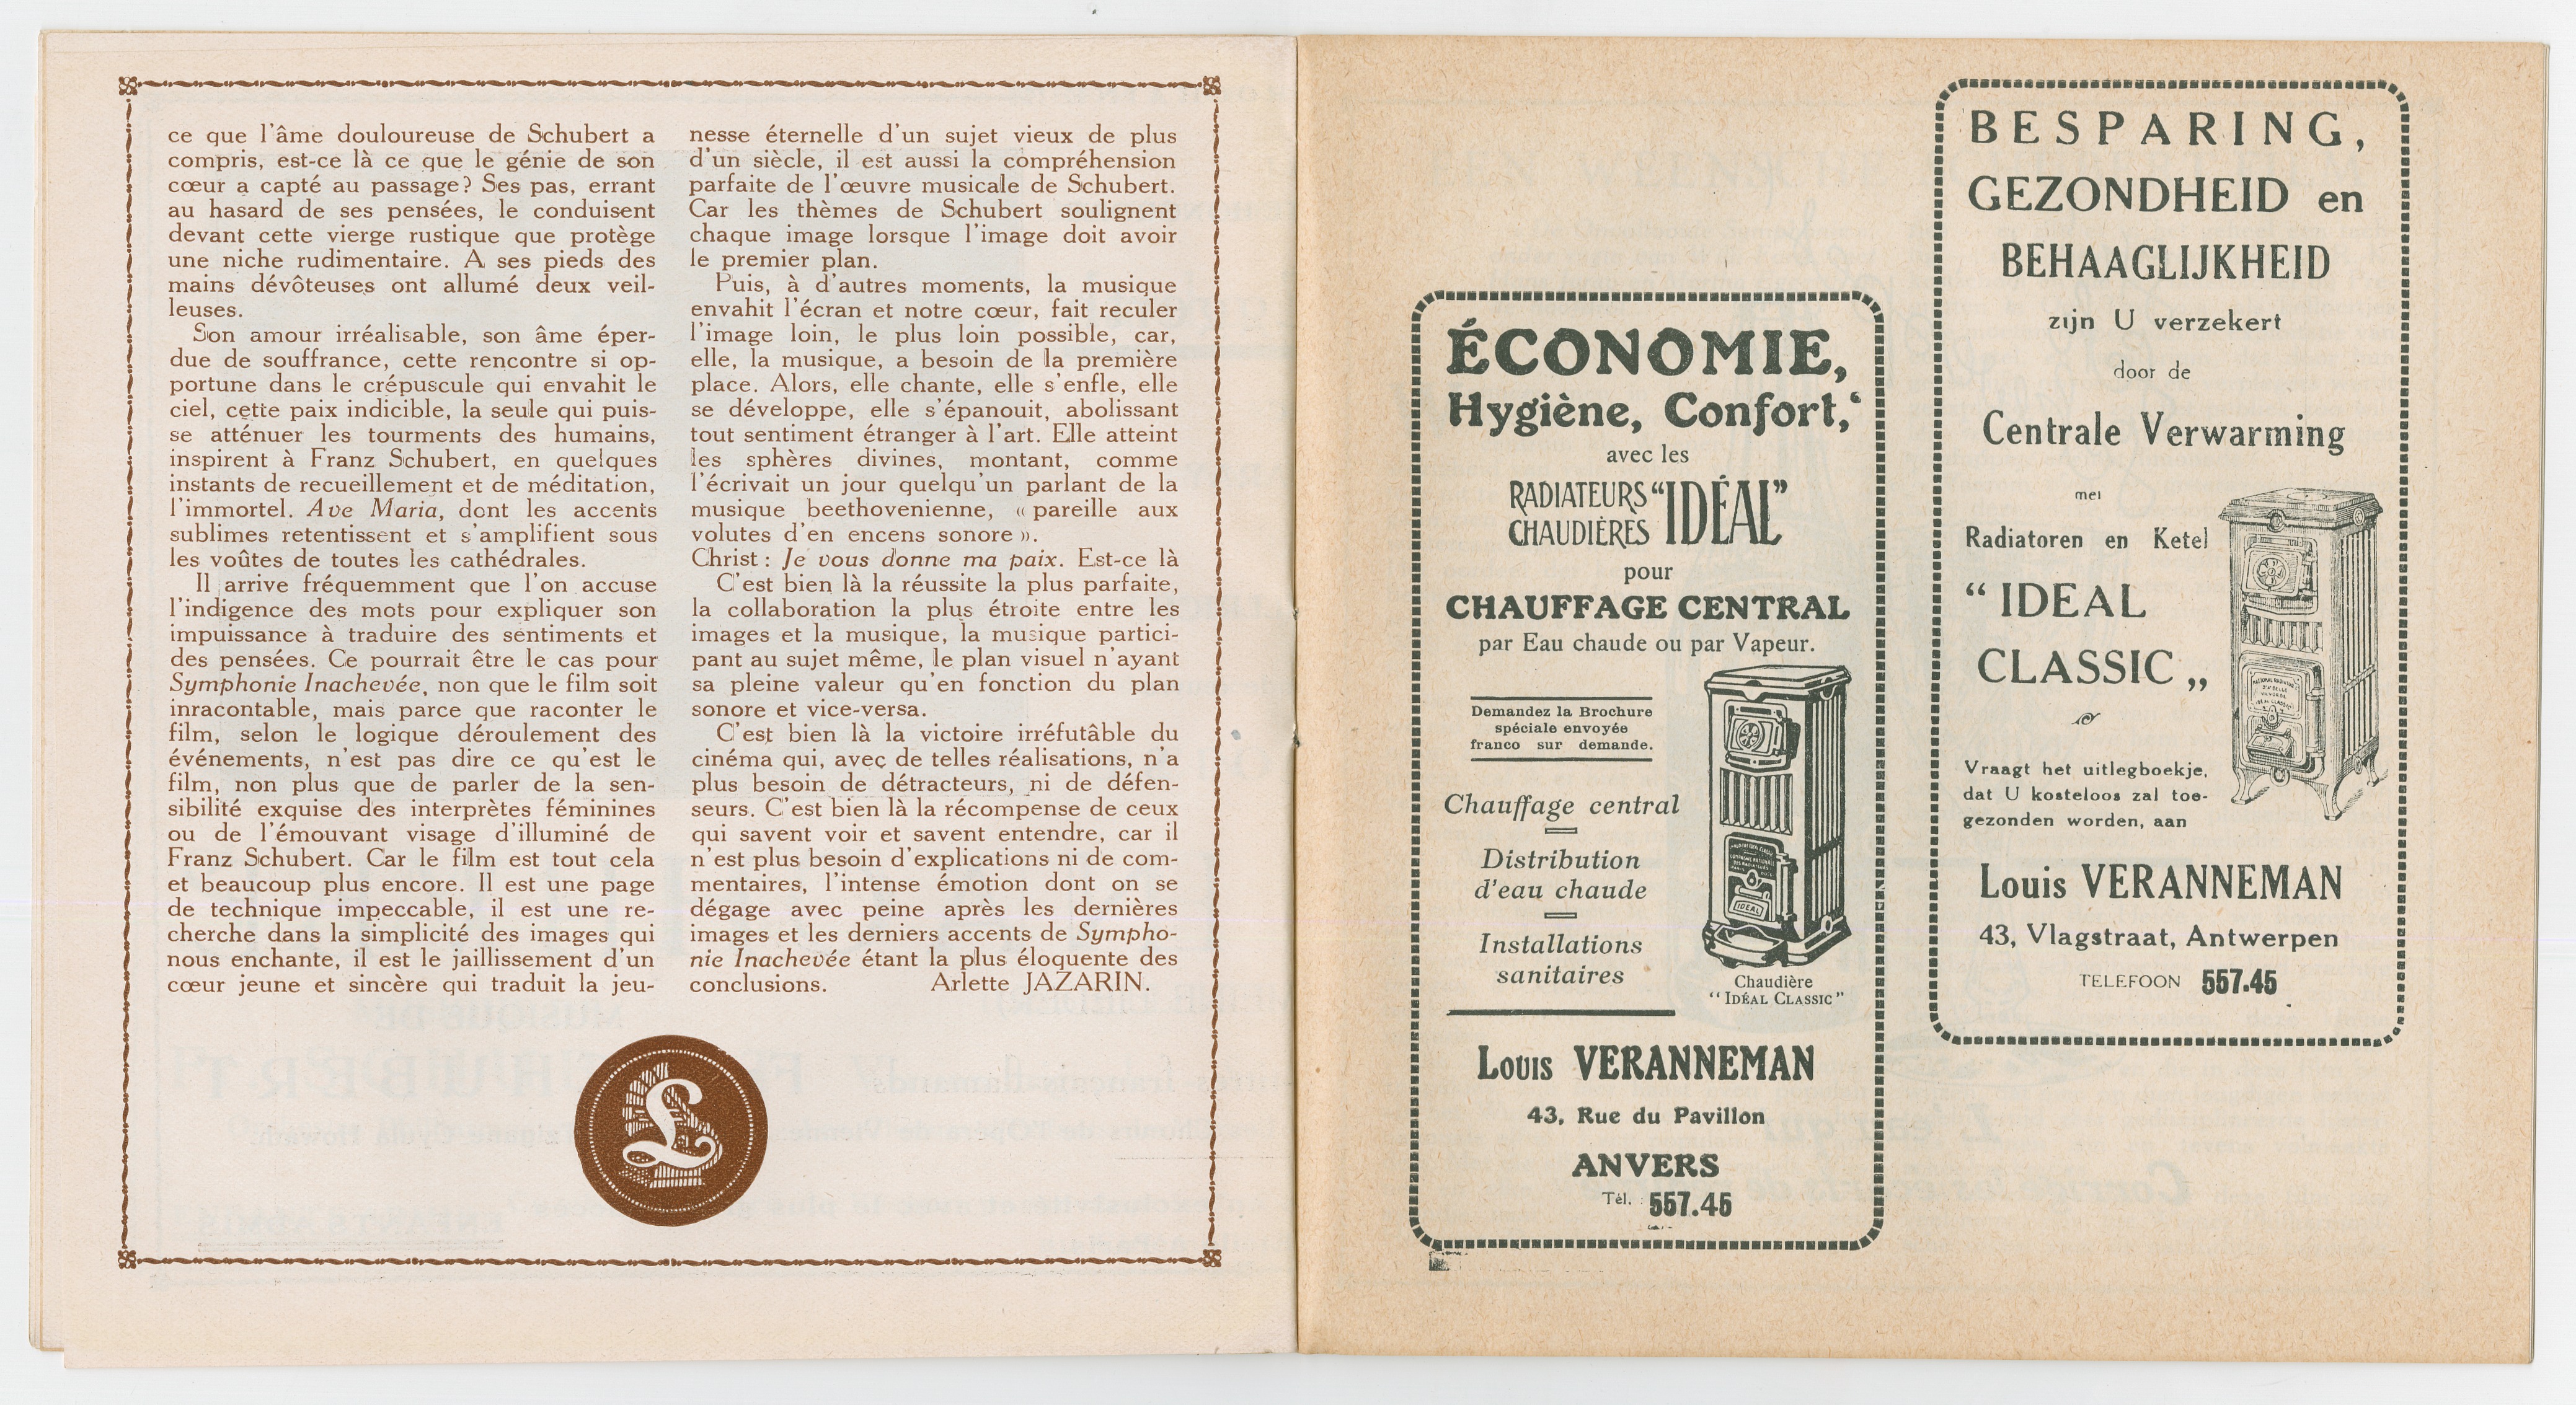 ce que l'âme douloureuse de Schubert a
compris, est-ce là ce que le génie de son
cœur a capté au passage? Ses pas, errant
au hasard de ses pensées, le conduisent
devant cette vierge rustique que protège
une niche rudimentaire. A ses pieds des
mains dévôteuses ont allumé deux veil-
leuses.
Son amour irréalisable, son âme éper-
due de souffrance, cette rencontre si op-
portune dans le crépuscule qui envahit le
ciel, cette paix indicible, la seule qui puis-
se atténuer les tourments des humains,
inspirent à Franz Schubert, en quelques
instants de recueillement et de méditation,
l'immortel. Ave Maria, dont les accents
sublimes retentissent et s'amplifient sous
les voûtes de toutes les cathédrales.
Il arrive fréquemment que l'on accuse
l'indigence des mots pour expliquer son
impuissance à traduire des sentiments et
des pensées. Ce pourrait être le cas pour
Symphonie Inachevée, non que le film soit
inracontable, mais parce que raconter le
film, selon le logique déroulement des
événements, n'est pas dire ce qu'est le
film, non plus que de parler de la sen-
sibilité exquise des interprètes féminines
ou de l'émouvant visage d'illuminé de
Franz Schubert. Car le film est tout cela
et beaucoup plus encore. Il est une page
de technique impeccable, il est une re-
cherche dans la simplicité des images qui
nous enchante, il est le jaillissement d'un
cœur jeune et sincère qui traduit la jeu-
nesse éternelle d'un sujet vieux de plus
d'un siècle, il est aussi la compréhension
parfaite de l'œuvre musicale de Schubert.
Car les thèmes de Schubert soulignent
chaque image lorsque l'image doit avoir
le premier plan.
Puis, à d'autres moments, la musique
envahit l'écran et notre cœur, fait reculer
l'image loin, le plus loin possible, car,
elle, la musique, a besoin de la première
place. Alors, elle chante, elle s'enfle, elle
se développe, elle s'épanouit, abolissant
tout sentiment étranger à l'art. Elle atteint
les sphères divines, montant, comme
l'écrivait un jour quelqu'un parlant de la
musique beethovenienne, « pareille aux
volutes d'en encens sonore ».
Christ : Je vous donne ma paix. Est-ce là
C'est bien là la réussite la plus parfaite,
la collaboration la plus étroite entre les
images et la musique, la musique partici-
pant au sujet même, le plan visuel n'ayant
sa pleine valeur qu'en fonction du plan
sonore et vice-versa.
C'est bien là la victoire irréfutâble du
cinéma qui, avec de telles réalisations, n'a
plus besoin de détracteurs, ni de défen-
seurs. C'est bien là la récompense de ceux
qui savent voir et savent entendre, car il
n'est plus besoin d'explications ni de com-
mentaires, l'intense émotion dont on se
dégage avec peine après les dernières
images et les derniers accents de Sympho-
nie Inachevée étant la plus éloquente des
conclusions. Arlette JAZARIN.
L
ÉCONOMIE,
Hygiène, Confort,
avec les
RADIATEURS
CHAUDIÈRES "IDÉAL"
pour
CHAUFFAGE CENTRAL
par Eau chaude ou par Vapeur.
Demandez la Brochure
spéciale envoyée
franco sur demande.
Chauffage central
Distribution
d'eau chaude
Installations
sanitaires
IDEAL
Chaudière
"IDÉAL CLASSIC"
Louis VERANNEMAN
43, Rue du Pavillon
ANVERS
Tél. : 557.45
BESPARING,
GEZONDHEID en
BEHAAGLIJKHEID
zijn U verzekert
door de
Centrale Verwarming
met
Radiatoren en Ketel
" IDEAL
CLASSIC „
Vraagt het uitlegboekje,
dat U kosteloos zal toe-
gezonden worden, aan
Louis VERANNEMAN
43, Vlagstraat, Antwerpen
TELEFOON 557.45